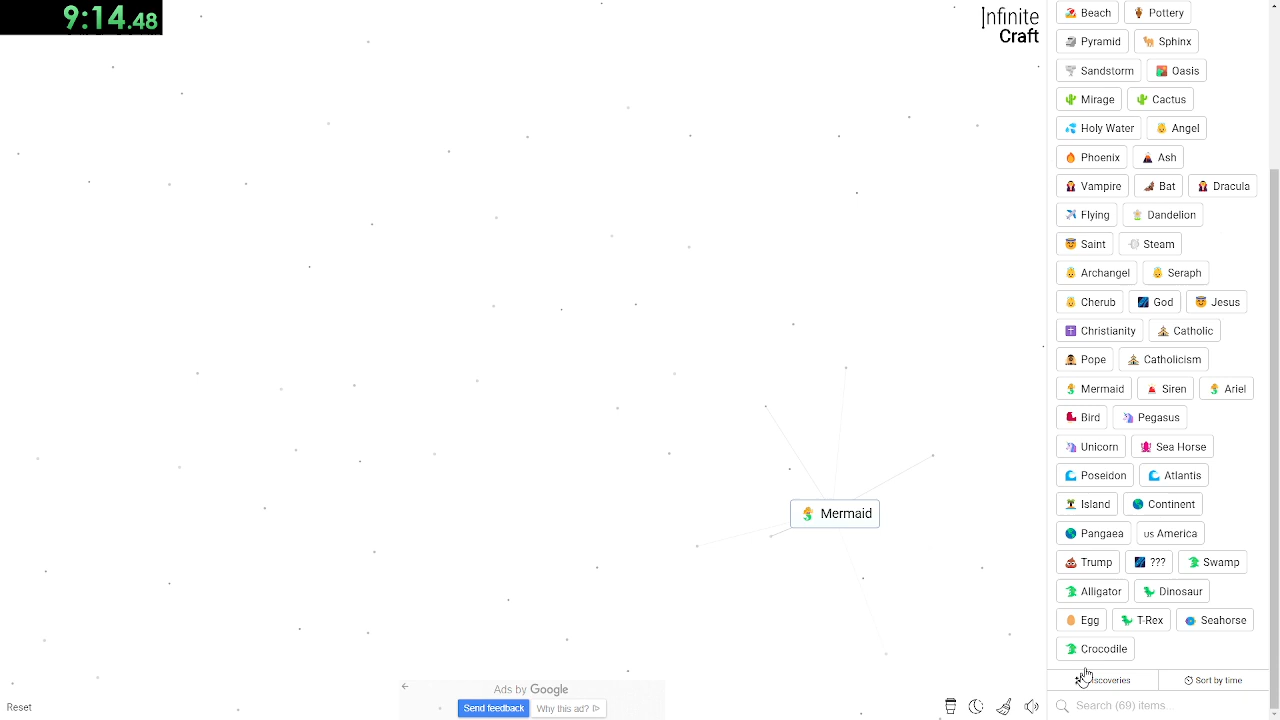 9:14.48
Infinite
Craft
Beach Pottery
Pyramid Sphinx
Sandstorm Oasis
Mirage Cactus
Holy Water Angel
Phoenix Ash
Vampire Bat Dracula
Flying Dandelion
Saint Steam
Archangel Seraph
Cherub God Jesus
Christianity Catholic
Pope Catholicism
Mermaid Siren Ariel
Bird Pegasus
Unicorn Sea Horse
Poseidon Atlantis
Island Continent
Pangaea us America
Trump ??? Swamp
Alligator Dinosaur
Egg T-Rex Seahorse
Crocodile
Mermaid
Discoveries Sort by time
Search (69) items...
Reset
Ads by Google
Send feedback Why this ad?